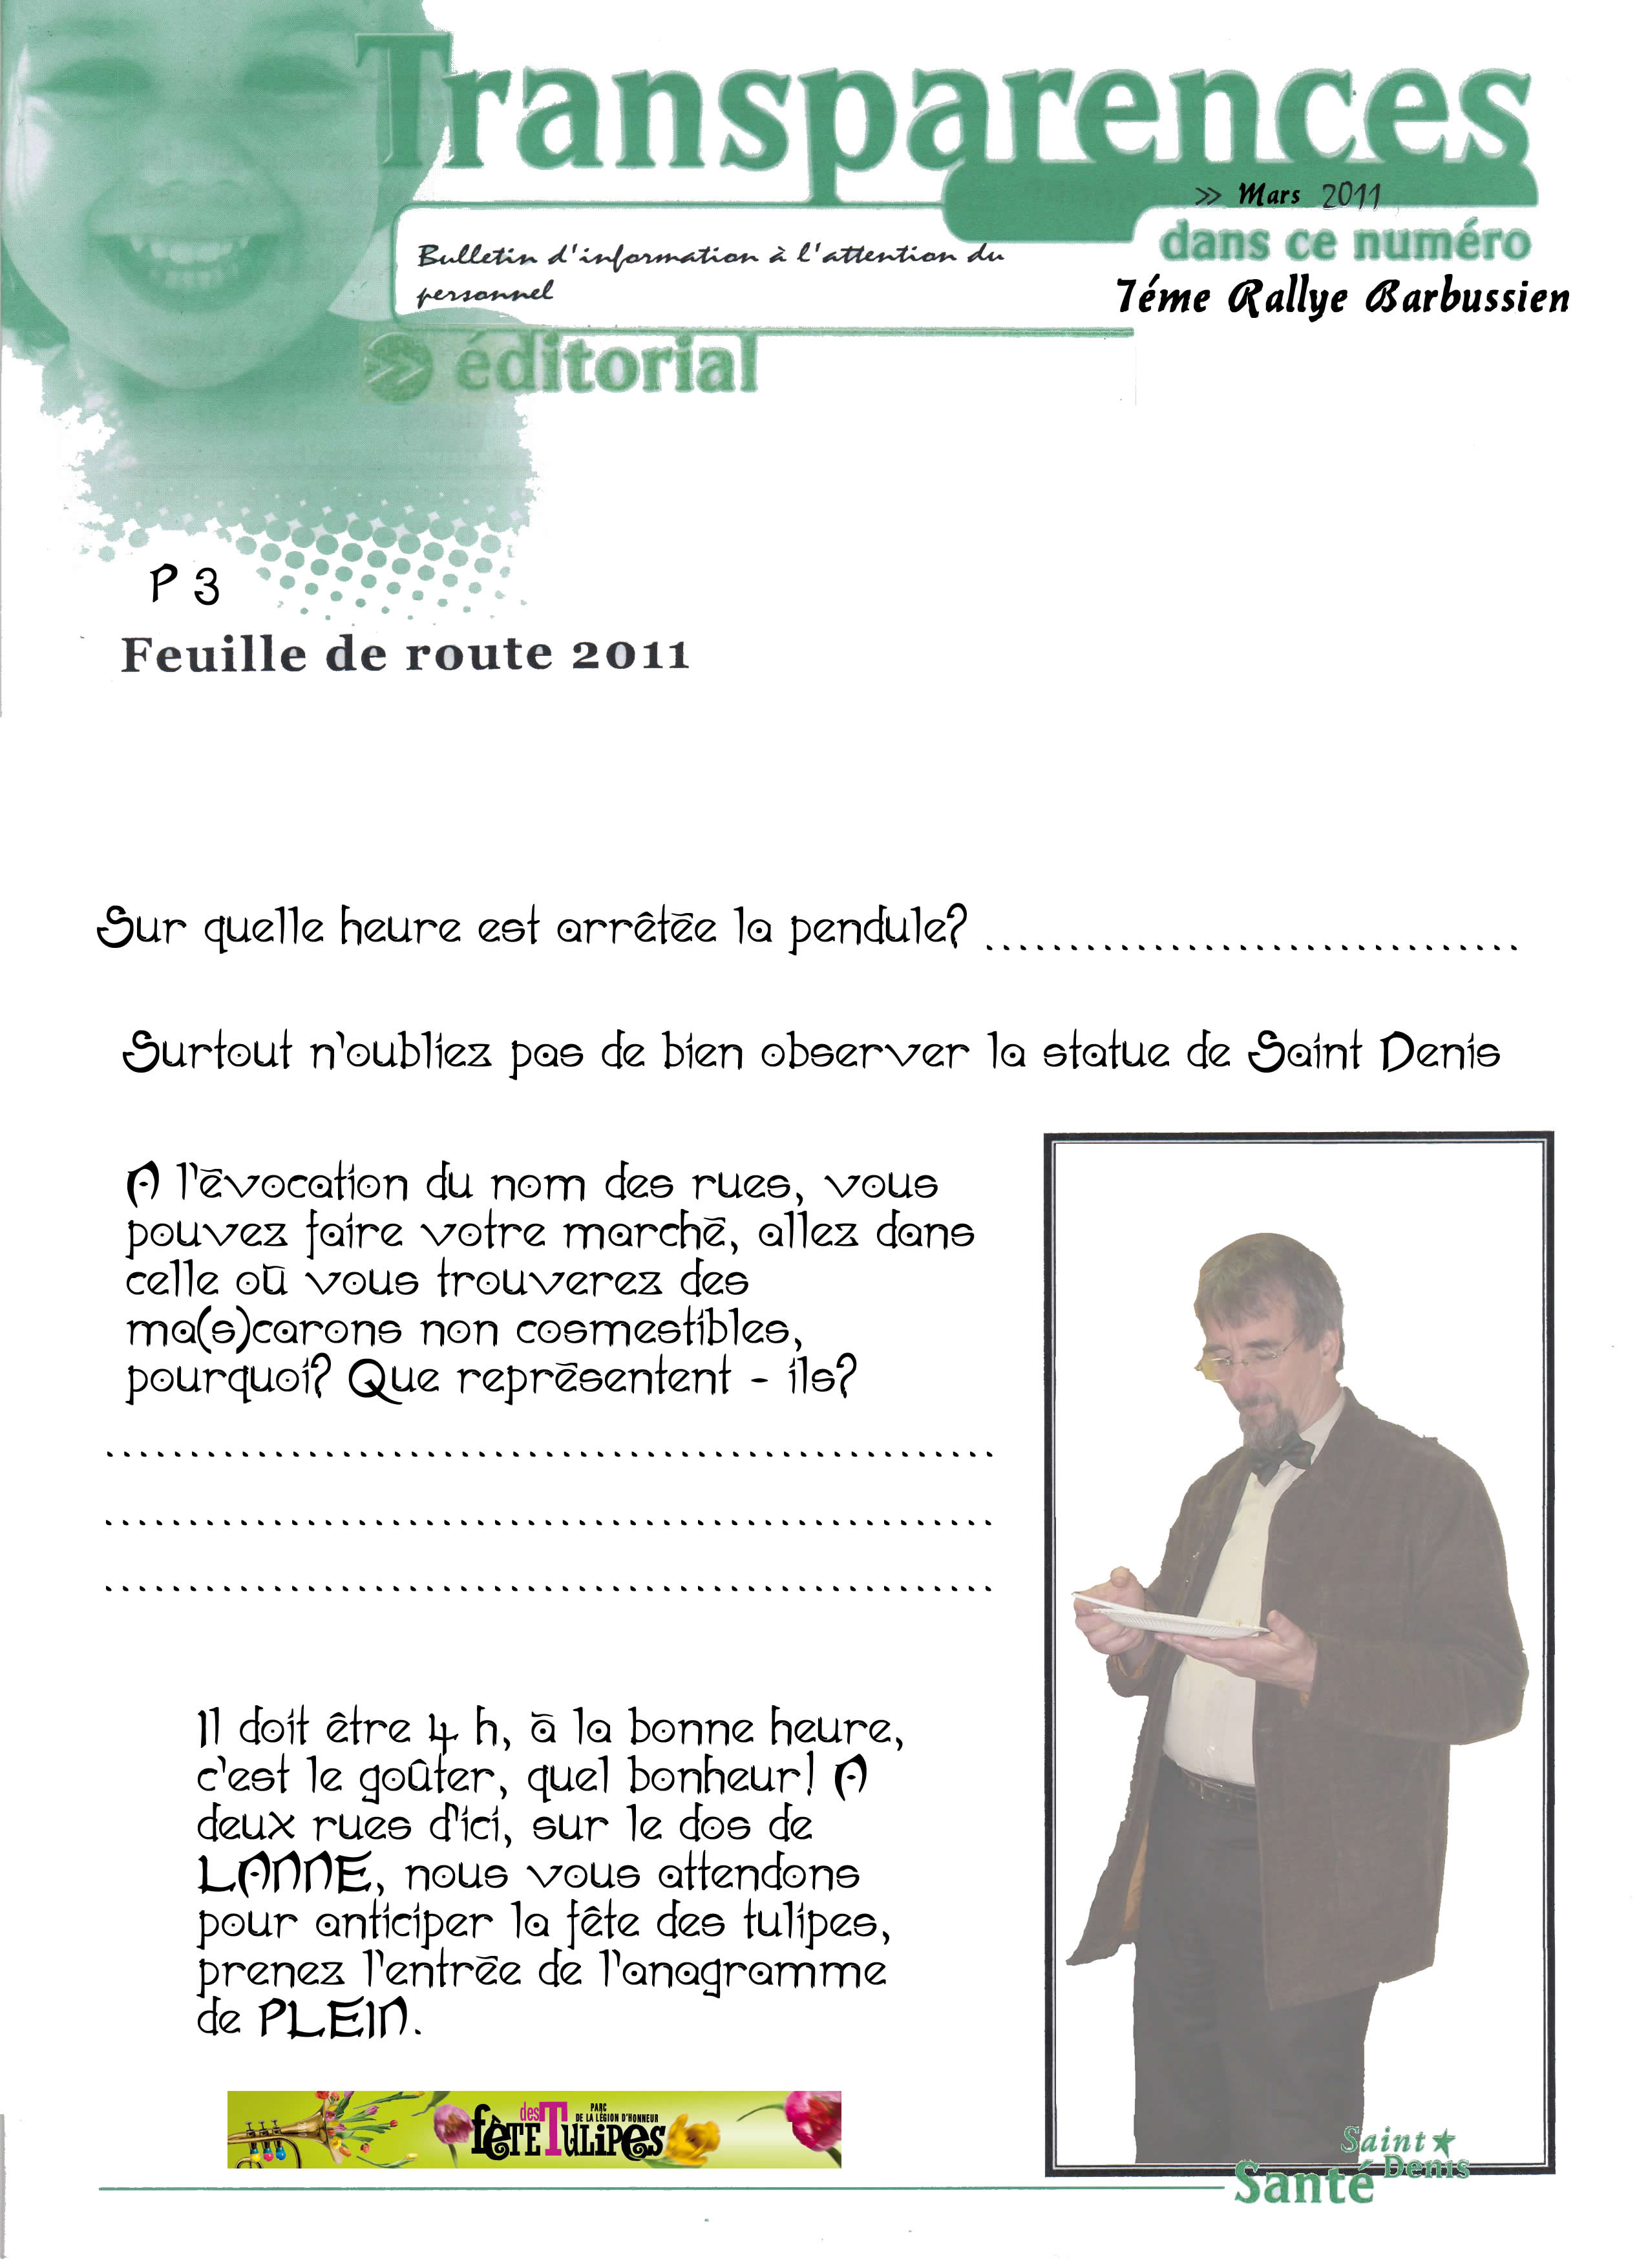 Transparences
>> Mars 2011
dans ce numéro
7éme Rallye Barbussien
Bulletin d'information à l'attention du
personnel
>> éditorial
P 3
Feuille de route 2011
Sur quelle heure est arrêtée la pendule? ................................
Surtout n'oubliez pas de bien observer la statue de Saint Denis
A l'évocation du nom des rues, vous
pouvez faire votre marché, allez dans
celle où vous trouverez des
ma(s)carons non cosmestibles,
pourquoi? Que représentent - ils?
......................................................
......................................................
......................................................
Il doit être 4 h, à la bonne heure,
c'est le goûter, quel bonheur! A
deux rues d'ici, sur le dos de
LANNE, nous vous attendons
pour anticiper la fête des tulipes,
prenez l'entrée de l'anagramme
de PLEIN.
fête des Tulipes
PARC
DE LA LÉGION D'HONNEUR
Saint
Denis
Santé